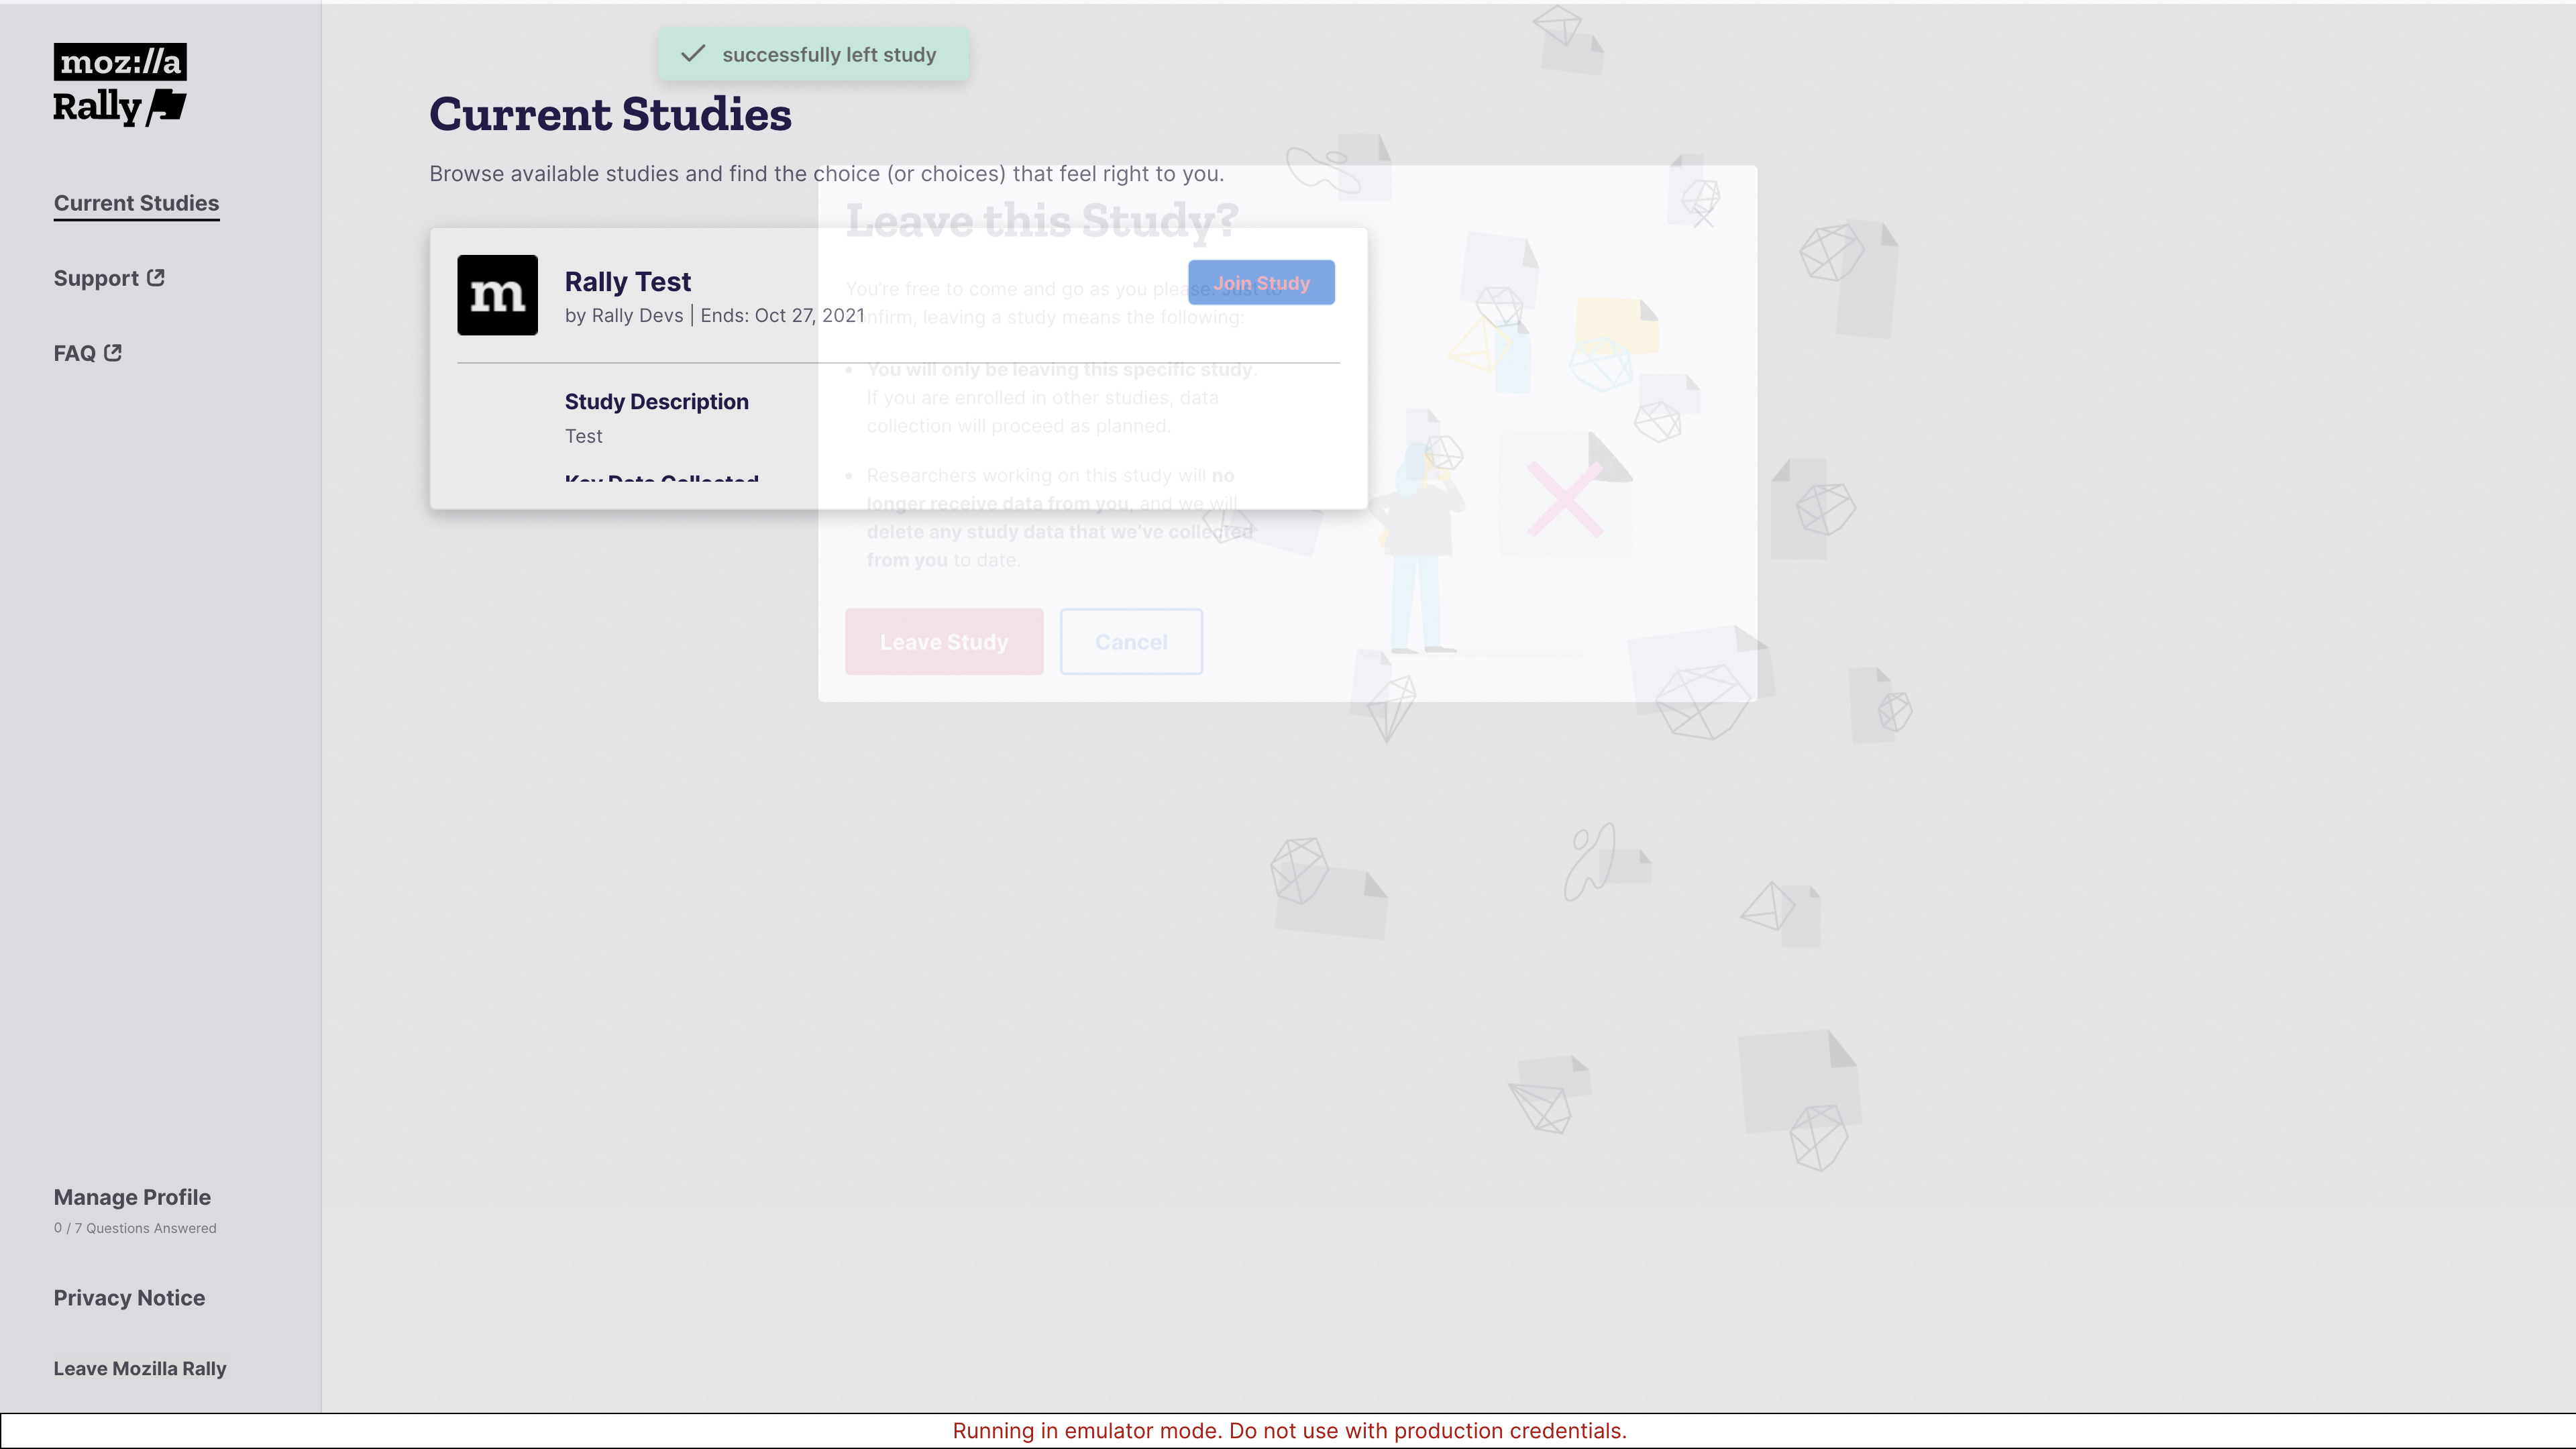 moz://a
Rally
Current Studies
Support
FAQ
Manage Profile
0 / 7 Questions Answered
Privacy Notice
Leave Mozilla Rally
successfully left study
Current Studies
Browse available studies and find the choice (or choices) that feel right to you.
m
Rally Test
by Rally Devs | Ends: Oct 27, 2021
Join Study
Study Description
Test
Key Data Collected
Leave this Study?
You're free to come and go as you please. Just to
confirm, leaving a study means the following:
• You will only be leaving this specific study.
If you are enrolled in other studies, data
collection will proceed as planned.
• Researchers working on this study will no
longer receive data from you, and we will
delete any study data that we've collected
from you to date.
Leave Study
Cancel
Running in emulator mode. Do not use with production credentials.